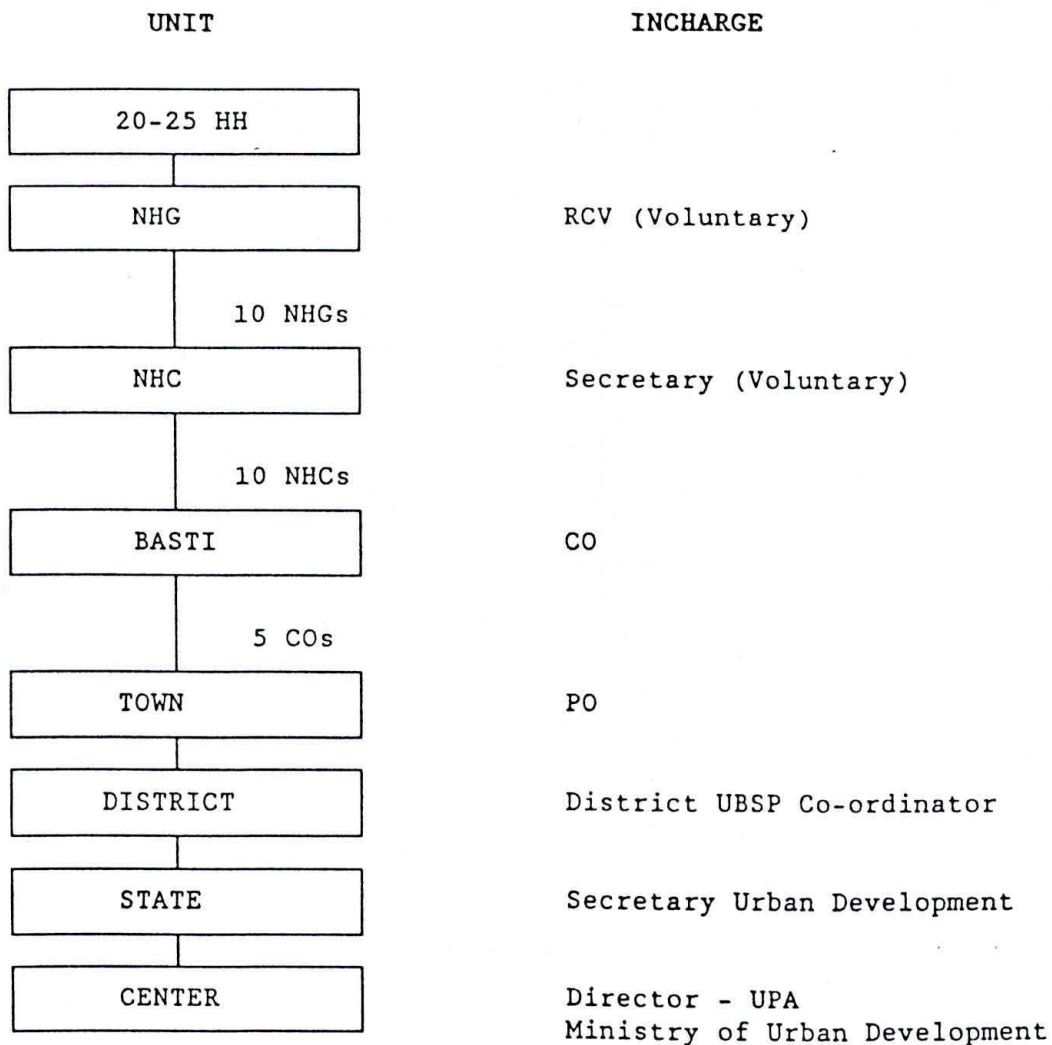 UNIT INCHARGE
20-25 HH
NHG RCV (Voluntary)
10 NHGs
NHC Secretary (Voluntary)
10 NHCs
BASTI CO
5 COs
TOWN PO
DISTRICT District UBSP Co-ordinator
STATE Secretary Urban Development
CENTER Director - UPA
Ministry of Urban Development